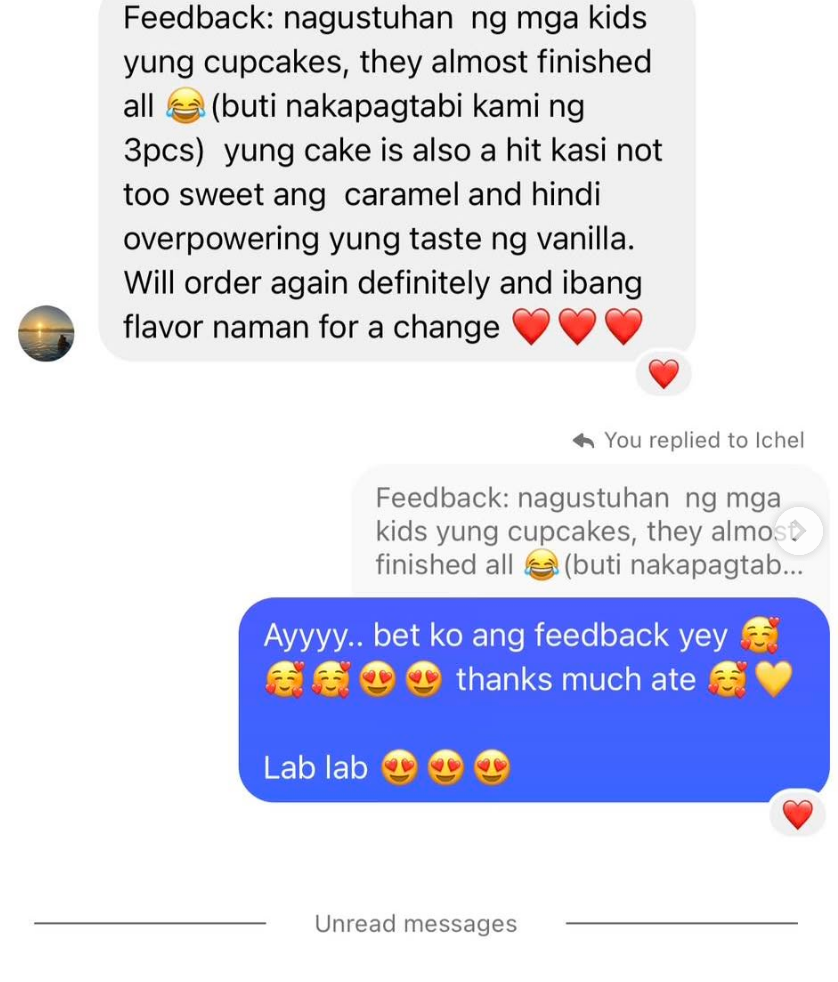 Feedback: nagustuhan ng mga kids
yung cupcakes, they almost finished
all 😂 (buti nakapagtabi kami ng
3pcs) yung cake is also a hit kasi not
too sweet ang caramel and hindi
overpowering yung taste ng vanilla.
Will order again definitely and ibang
flavor naman for a change ❤️❤️❤️
❤️
You replied to Ichel
Feedback: nagustuhan ng mga
kids yung cupcakes, they almost
finished all 😂 (buti nakapagtab...
Ayyyy.. bet ko ang feedback yey 🥰
🥰🥰😍😍 thanks much ate 🥰💛
Lab lab 😍😍😍
❤️
Unread messages